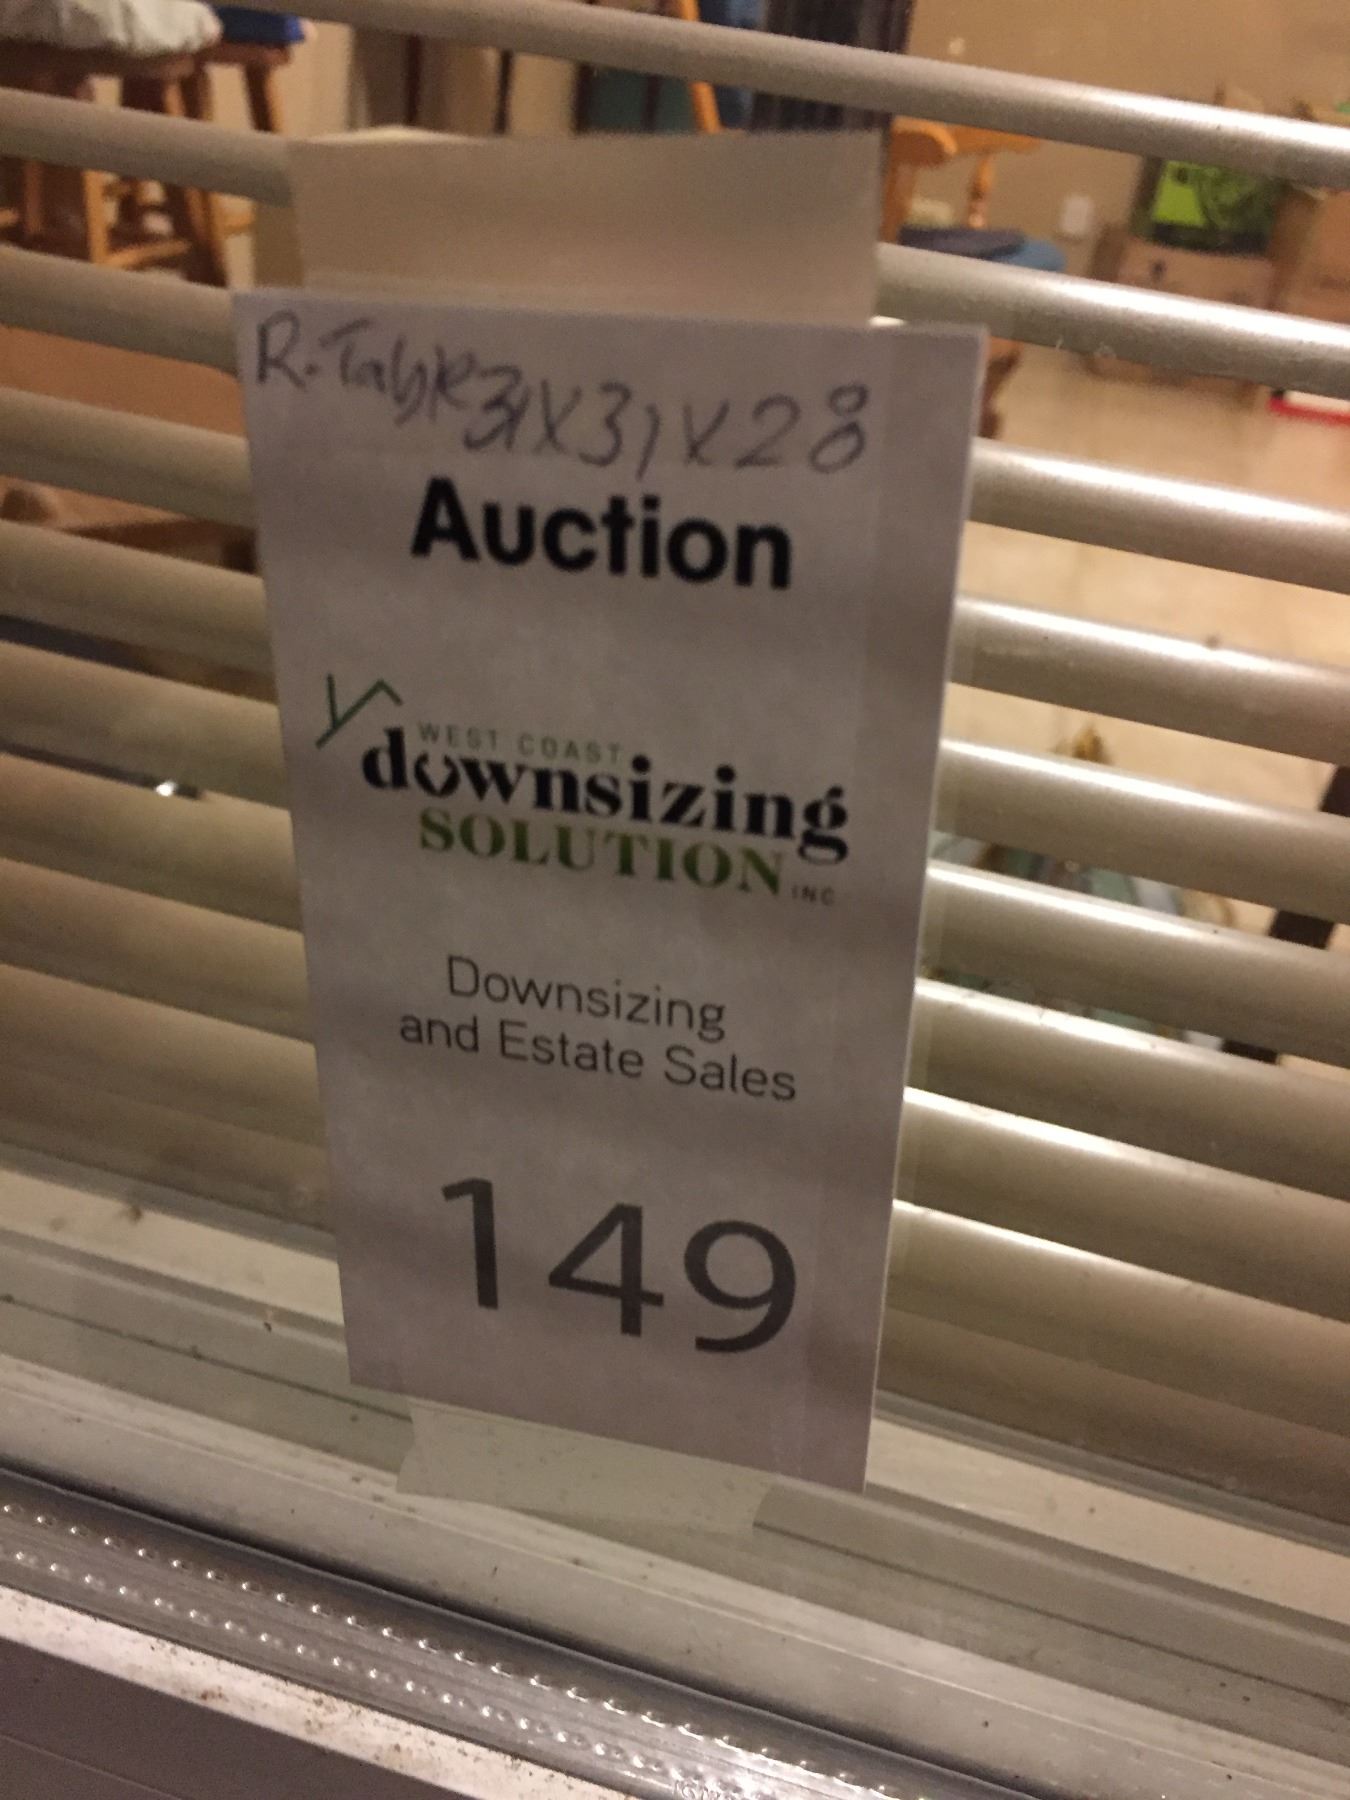 R. Table 31X31X28
Auction
WEST COAST
downsizing
SOLUTION INC
Downsizing
and Estate Sales
149